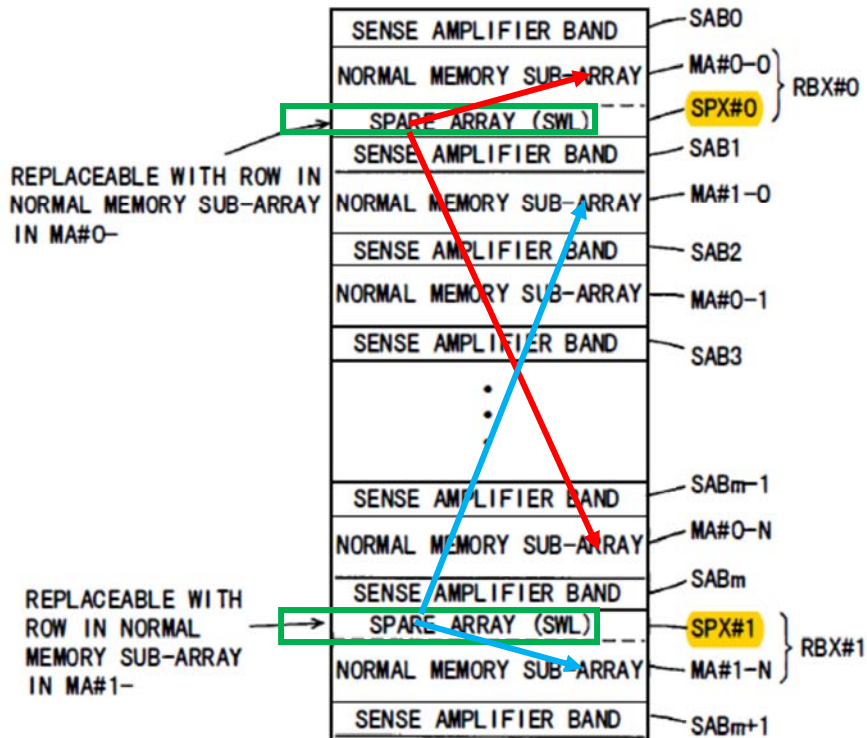 SENSE AMPLIFIER BAND SAB0
NORMAL MEMORY SUB-ARRAY MA#0-0
RBX#0
SPARE ARRAY (SWL) SPX#0
SENSE AMPLIFIER BAND SAB1
REPLACEABLE WITH ROW IN
NORMAL MEMORY SUB-ARRAY
IN MA#0-
NORMAL MEMORY SUB-ARRAY MA#1-0
SENSE AMPLIFIER BAND SAB2
NORMAL MEMORY SUB-ARRAY MA#0-1
SENSE AMPLIFIER BAND SAB3
SENSE AMPLIFIER BAND SABm-1
NORMAL MEMORY SUB-ARRAY MA#0-N
SENSE AMPLIFIER BAND SABm
REPLACEABLE WITH
ROW IN NORMAL
MEMORY SUB-ARRAY
IN MA#1-
SPARE ARRAY (SWL) SPX#1
RBX#1
NORMAL MEMORY SUB-ARRAY MA#1-N
SENSE AMPLIFIER BAND SABm+1